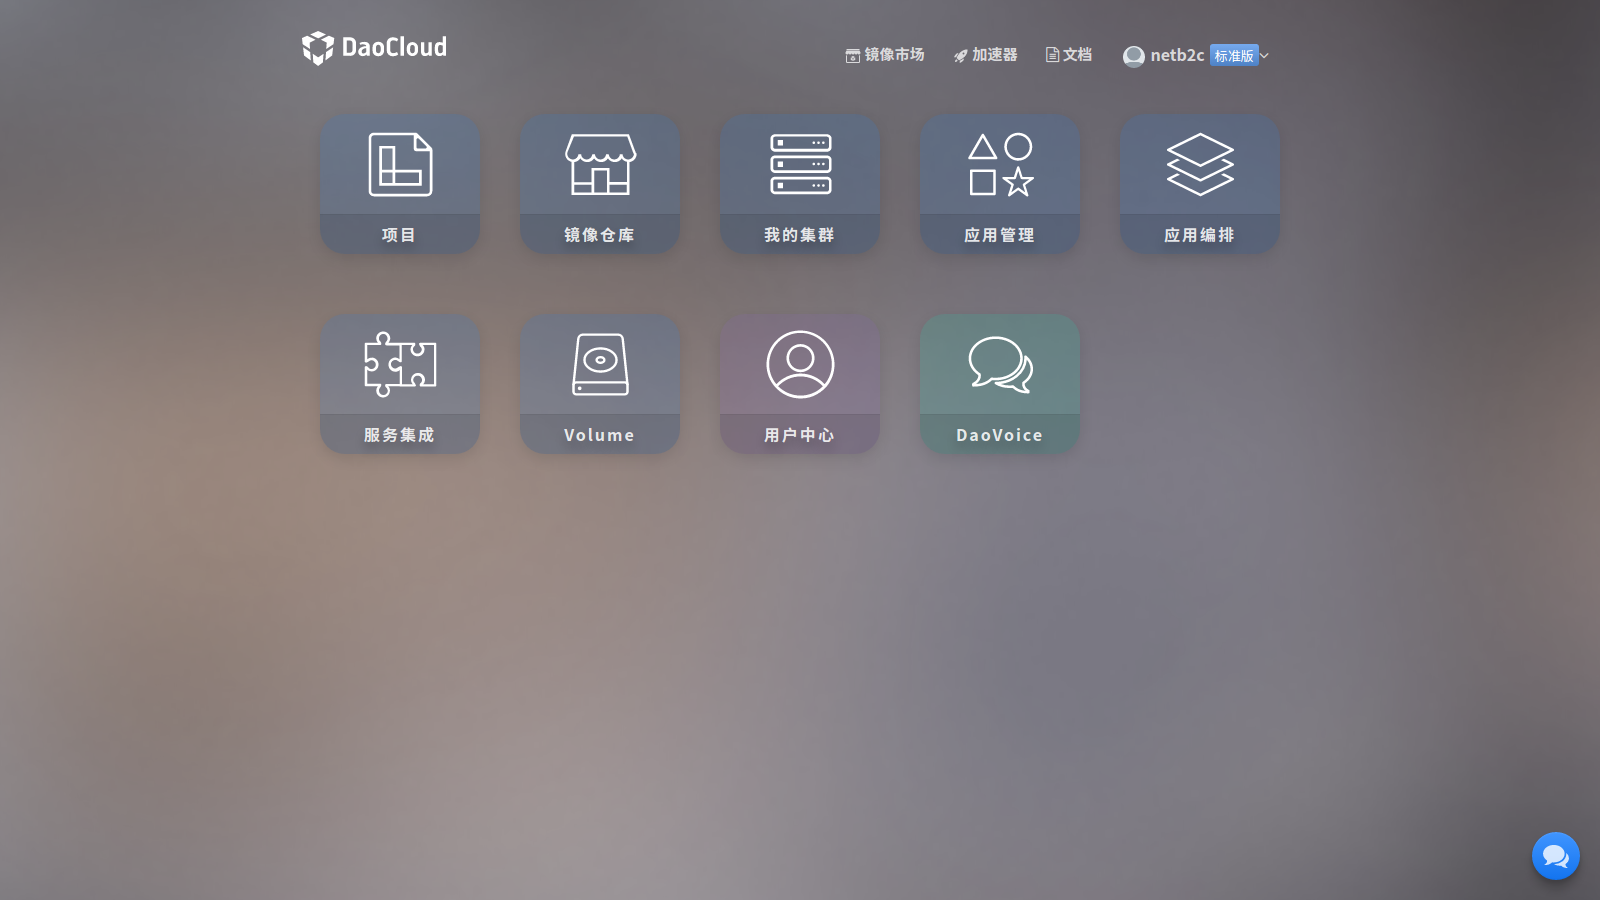 DaoCloud
镜像市场
加速器
文档
netb2c 标准版
项目
镜像仓库
我的集群
应用管理
应用编排
服务集成
Volume
用户中心
DaoVoice